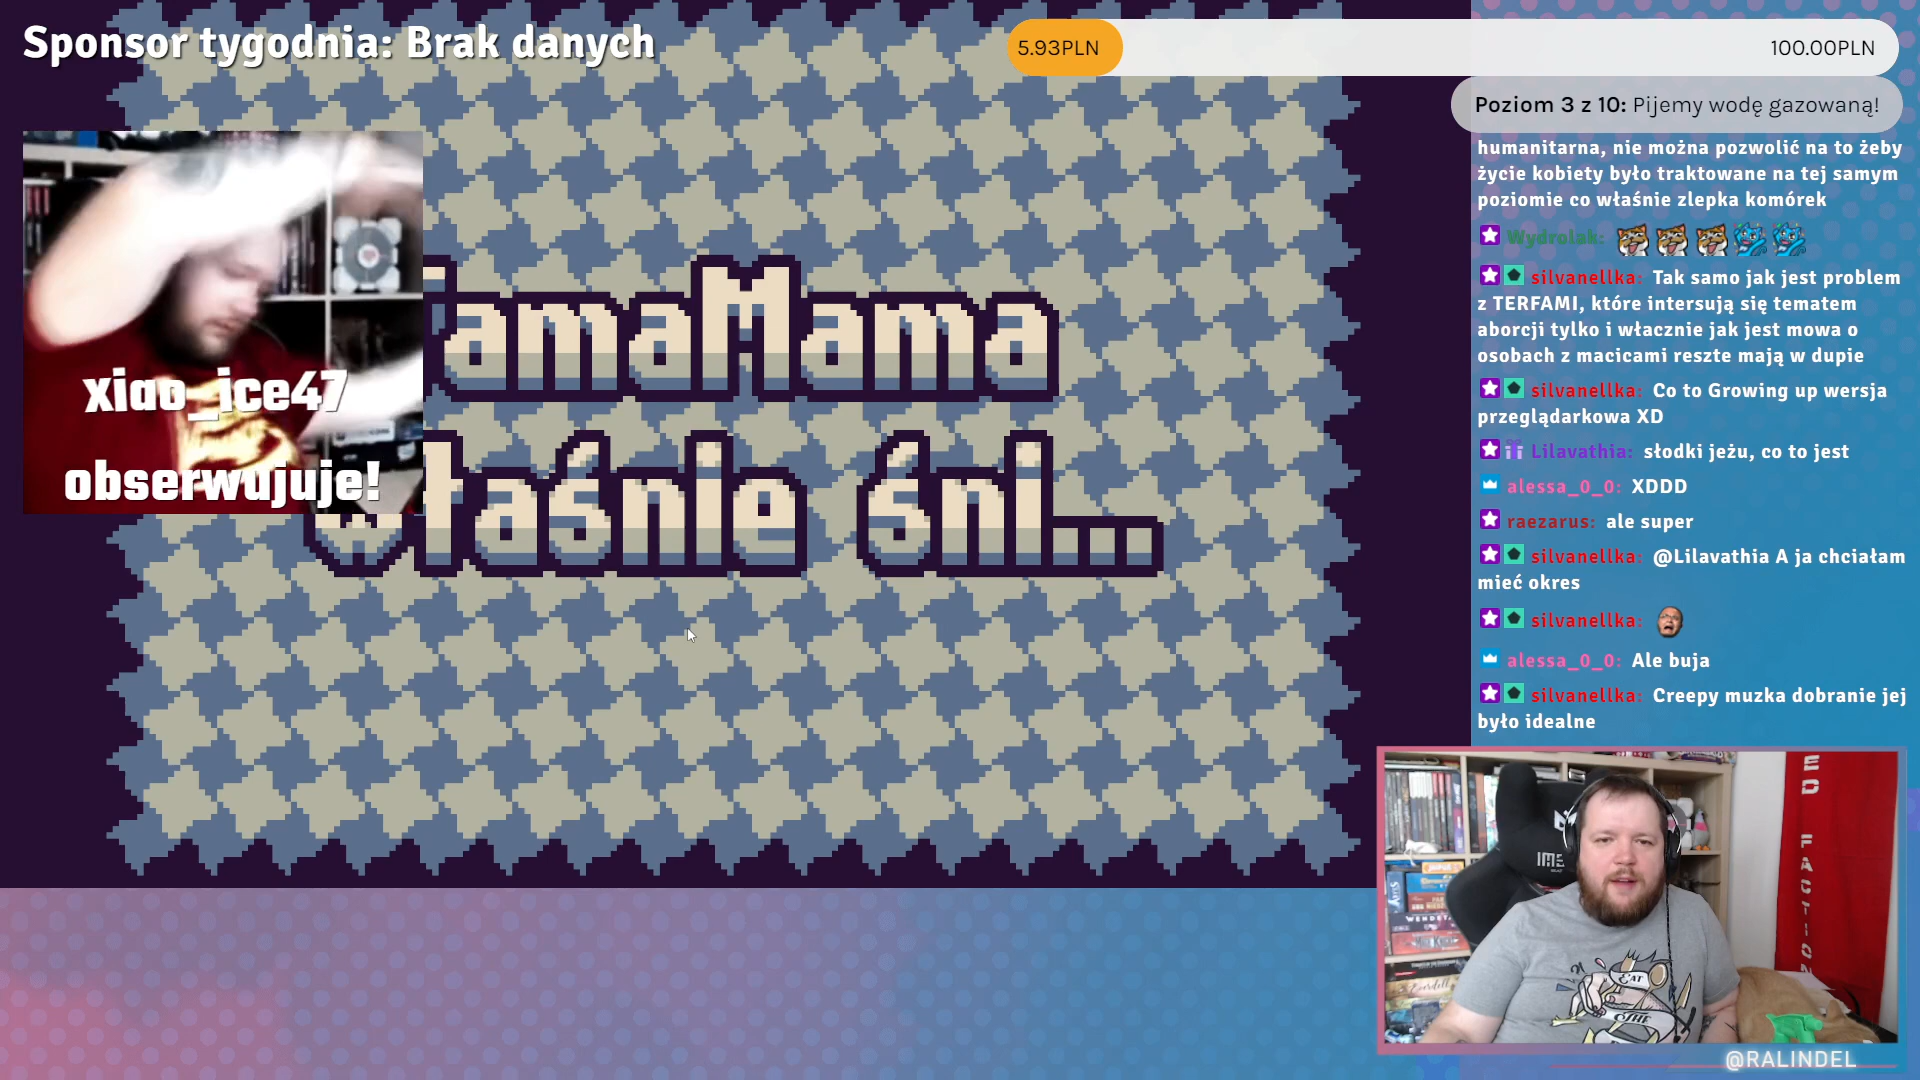 Sponsor tygodnia: Brak danych
5.93PLN
100.00PLN
Poziom 3 z 10: Pijemy wodę gazowaną!
xiao_ice47
obserwujuje!
amaMama
łaśnie śni...
humanitarna, nie można pozwolić na to żeby
życie kobiety było traktowane na tej samym
poziomie co właśnie zlepka komórek
Wydrolak:
silvanellka: Tak samo jak jest problem
z TERFAMI, które intersują się tematem
aborcji tylko i włacznie jak jest mowa o
osobach z macicami reszte mają w dupie
silvanellka: Co to Growing up wersja
przeglądarkowa XD
Lilavathia: słodki jeżu, co to jest
alessa_0_0: XDDD
raezarus: ale super
silvanellka: @Lilavathia A ja chciałam
mieć okres
silvanellka:
alessa_0_0: Ale buja
silvanellka: Creepy muzka dobranie jej
było idealne
EAT
THE
@RALINDEL